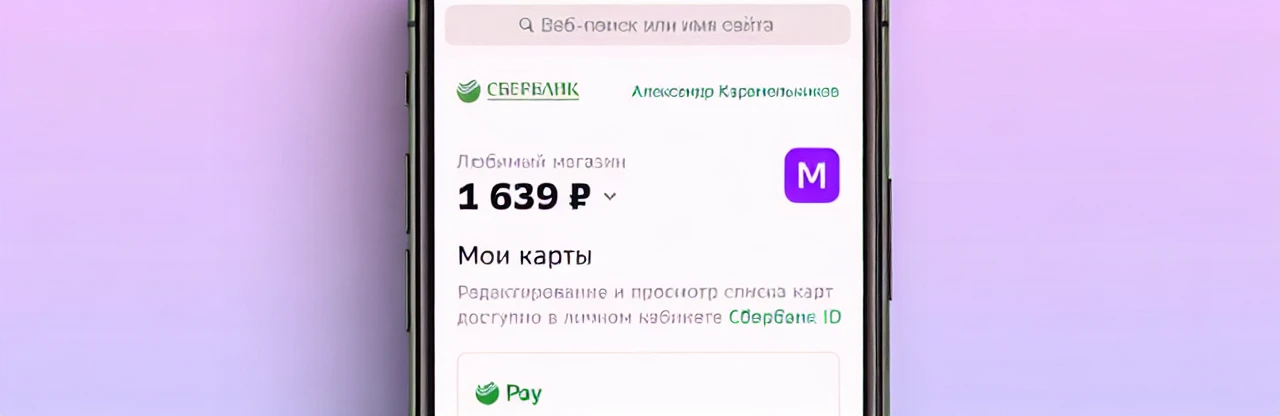 Веб-поиск или имя сайта
СБЕРБАНК
Александр Карамельников
Любимый магазин
1 639 ₽
M
Мои карты
Редактирование и просмотр списка карт
доступно в личном кабинете Сбербанк ID
Pay